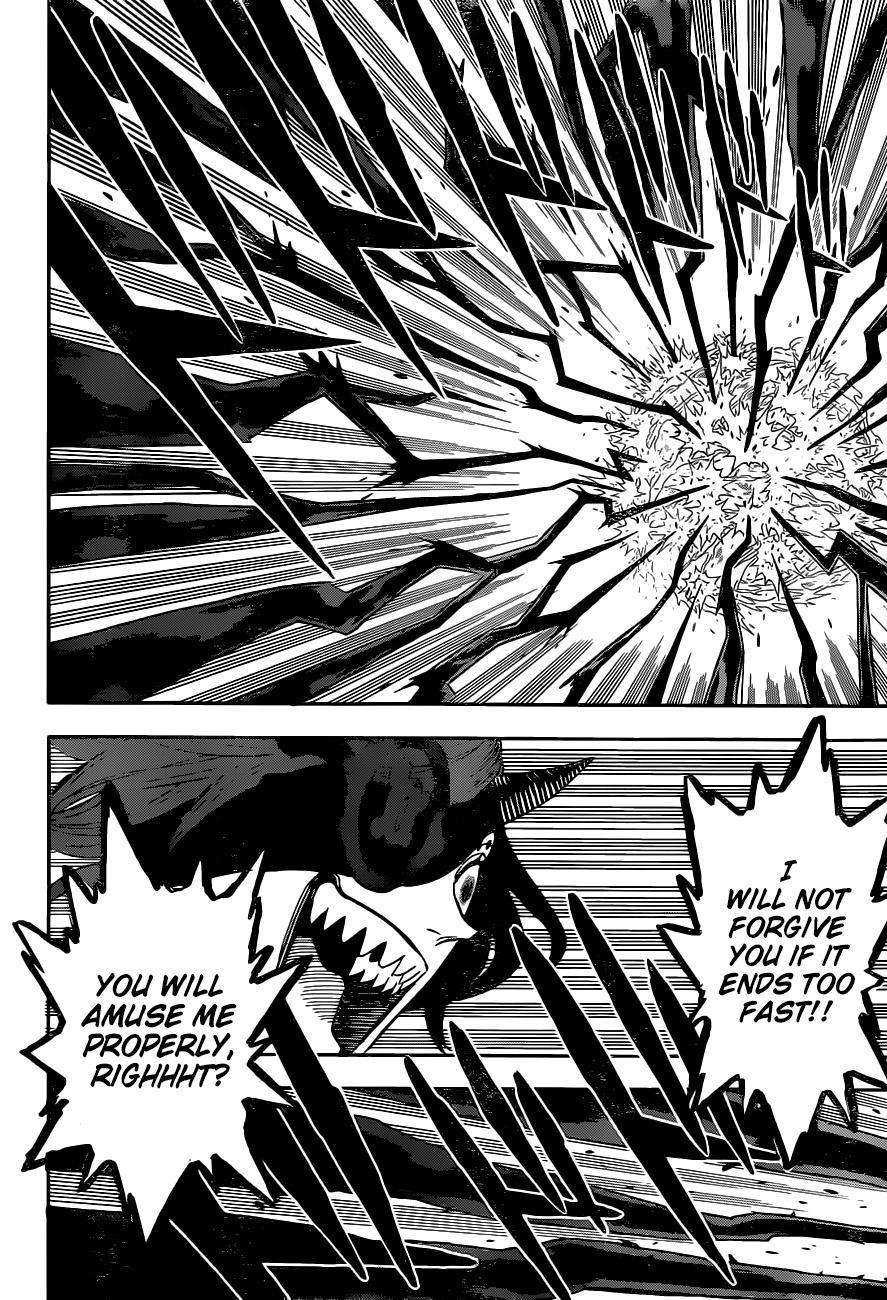 I
WILL NOT
FORGIVE
YOU IF IT
ENDS TOO
FAST!!
YOU WILL
AMUSE ME
PROPERLY,
RIGHHHT?